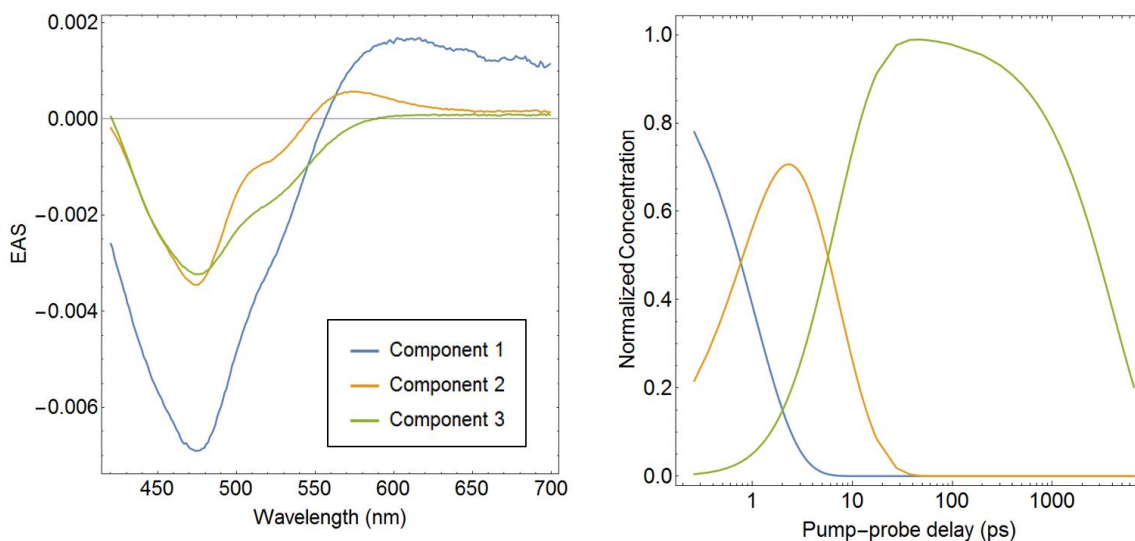 0.002
0.000
−0.002
−0.004
−0.006
EAS
450 500 550 600 650 700
Wavelength (nm)
Component 1
Component 2
Component 3
1.0
0.8
0.6
0.4
0.2
0.0
Normalized Concentration
1 10 100 1000
Pump−probe delay (ps)